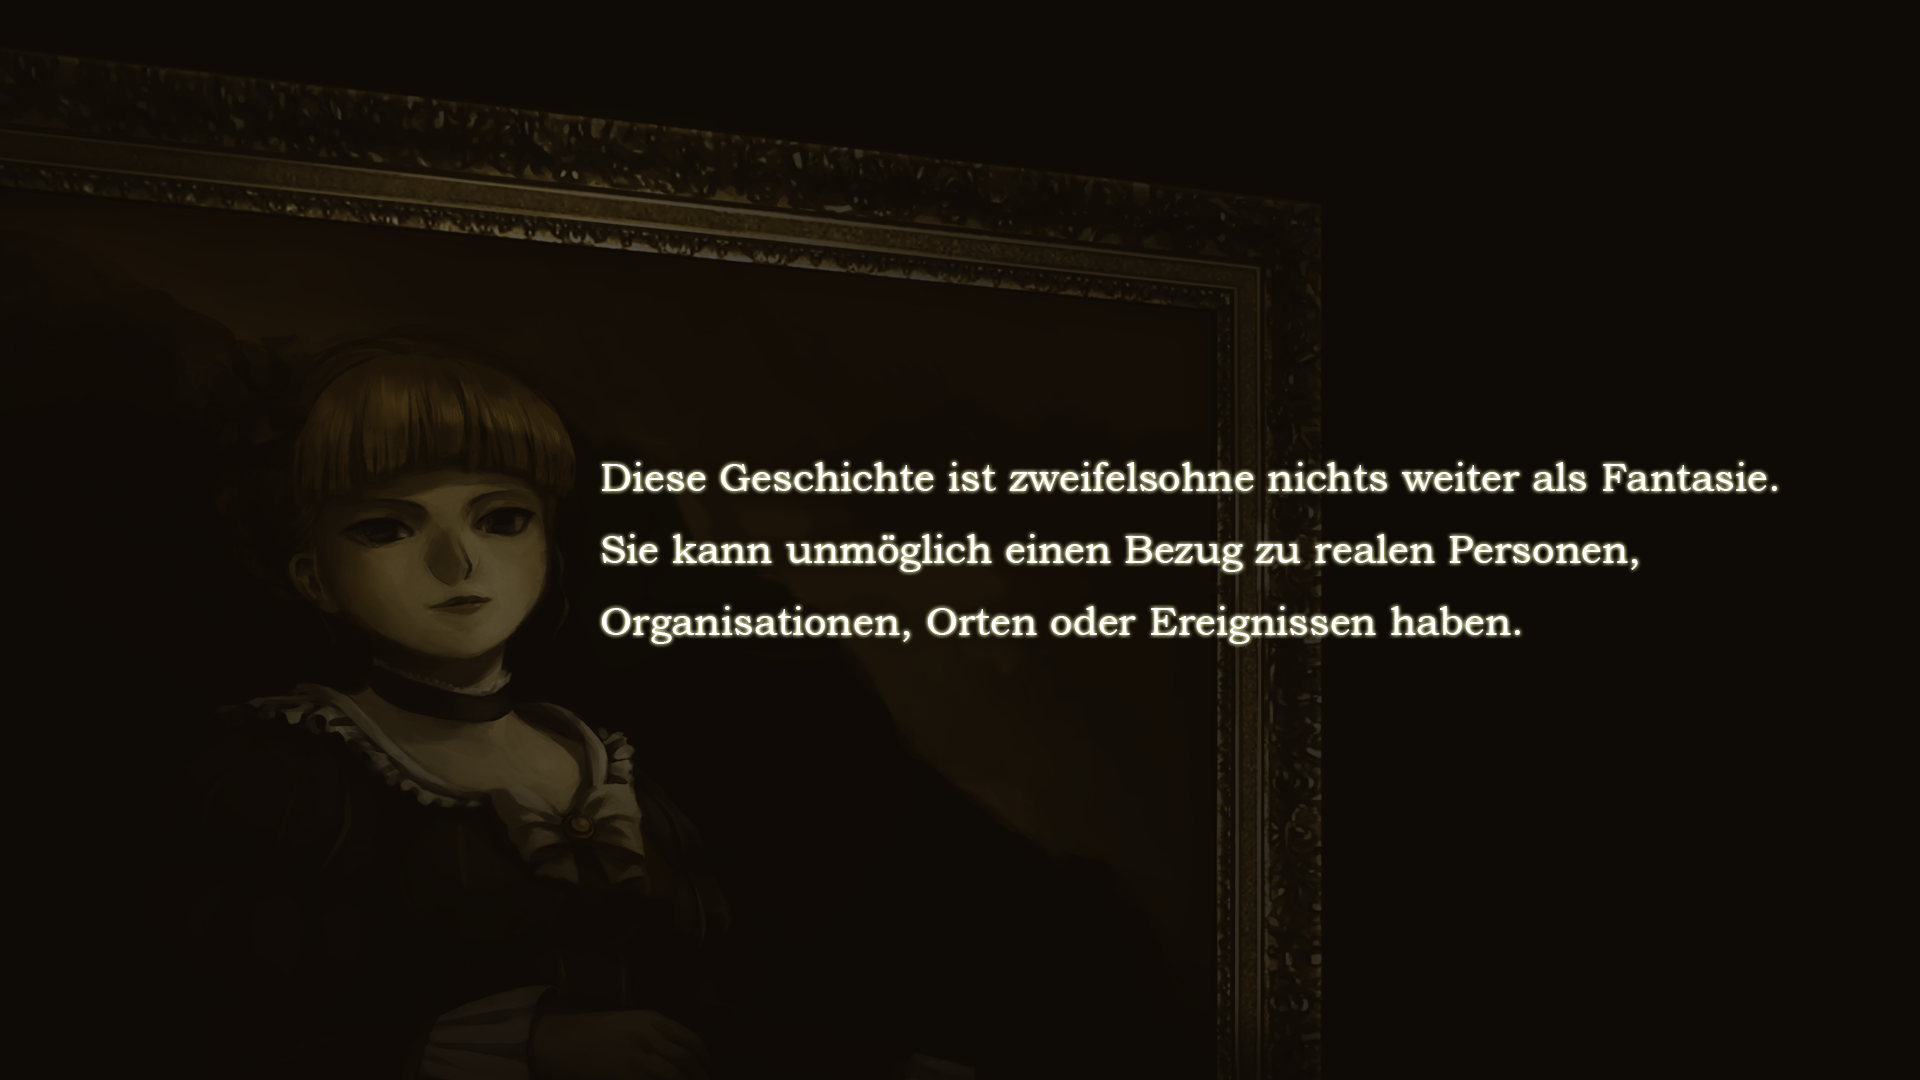 Diese Geschichte ist zweifelsohne nichts weiter als Fantasie.
Sie kann unmöglich einen Bezug zu realen Personen,
Organisationen, Orten oder Ereignissen haben.